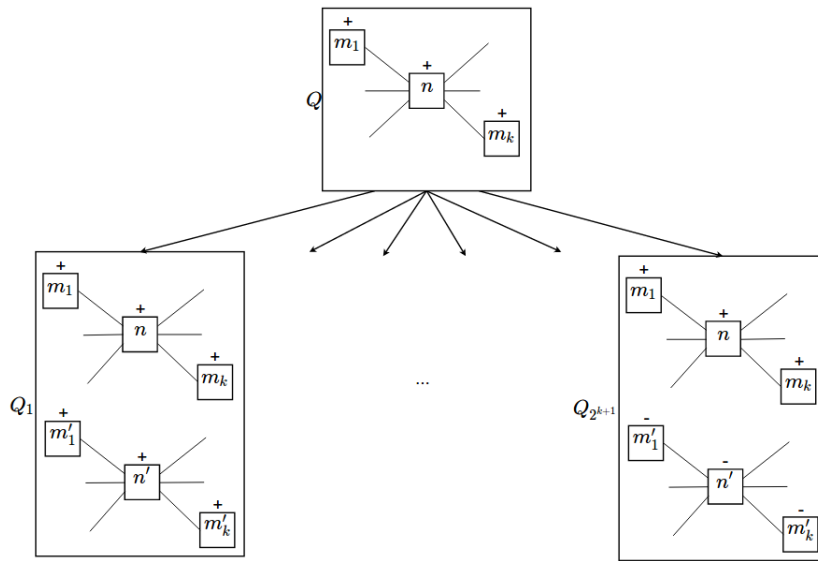 +
m₁
+
n
Q
+
mₖ
+
m₁
+
n
+
mₖ
Q₁
+
m′₁
+
n′
+
m′ₖ
...
+
m₁
+
n
+
mₖ
Q₂ᵏ⁺¹
-
m′₁
-
n′
-
m′ₖ